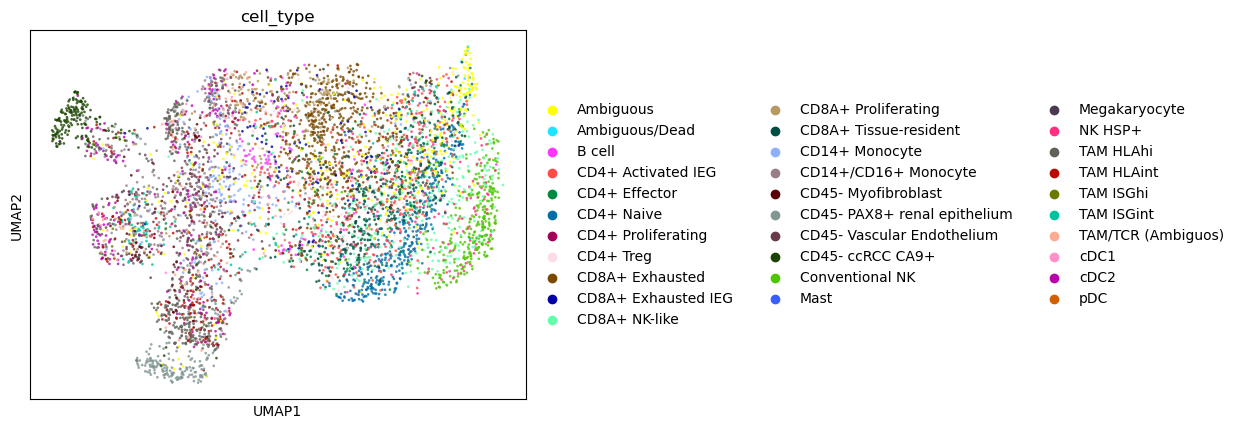 cell_type
UMAP2
UMAP1
Ambiguous
Ambiguous/Dead
B cell
CD4+ Activated IEG
CD4+ Effector
CD4+ Naive
CD4+ Proliferating
CD4+ Treg
CD8A+ Exhausted
CD8A+ Exhausted IEG
CD8A+ NK-like
CD8A+ Proliferating
CD8A+ Tissue-resident
CD14+ Monocyte
CD14+/CD16+ Monocyte
CD45- Myofibroblast
CD45- PAX8+ renal epithelium
CD45- Vascular Endothelium
CD45- ccRCC CA9+
Conventional NK
Mast
Megakaryocyte
NK HSP+
TAM HLAhi
TAM HLAint
TAM ISGhi
TAM ISGint
TAM/TCR (Ambiguos)
cDC1
cDC2
pDC